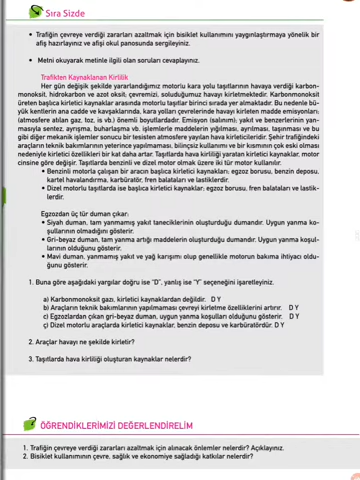 Sıra Sizde
• Trafiğin çevreye verdiği zararları azaltmak için bisiklet kullanımını yaygınlaştırmaya yönelik bir
afiş hazırlayınız ve afişi okul panosunda sergileyiniz.
• Metni okuyarak metinle ilgili olan soruları cevaplayınız.
Trafikten Kaynaklanan Kirlilik
Her gün değişik şekilde yararlandığımız motorlu kara yolu taşıtlarının havaya verdiği karbon-
monoksit, hidrokarbon ve azot oksit, çevremizi, soluduğumuz havayı kirletmektedir. Karbonmonoksit
üreten başlıca kirletici kaynaklar arasında motorlu taşıtlar birinci sırada yer almaktadır. Bu nedenle bü-
yük kentlerin ana cadde ve kavşaklarında, kara yolları çevrelerinde havayı kirleten madde emisyonları,
(atmosfere atılan gaz, toz, is vb.) önemli boyutlardadır. Emisyon (salınım); yakıt ve benzerlerinin yan-
masıyla sentez, ayrışma, buharlaşma vb. işlemlerle maddelerin yığılması, ayrılması, taşınması ve bu
gibi diğer mekanik işlemler sonucu bir tesisten atmosfere yayılan hava kirleticileridir. Şehir trafiğindeki
araçların teknik bakımlarının yeterince yapılmaması, bilinçsiz kullanımı ve bir kısmının çok eski olması
nedeniyle kirletici özellikleri bir kat daha artar. Taşıtlarda hava kirliliği yaratan kirletici kaynaklar; motor
cinsine göre değişir. Taşıtlarda benzinli ve dizel motor olmak üzere iki tür motor kullanılır.
• Benzinli motorla çalışan bir aracın başlıca kirletici kaynakları; egzoz borusu, benzin deposu,
kartel havalandırma, karbüratör, fren balataları ve lastiklerdir.
• Dizel motorlu taşıtlarda ise başlıca kirletici kaynaklar; egzoz borusu, fren balataları ve lastik-
lerdir.
Egzozdan üç tür duman çıkar:
• Siyah duman, tam yanmamış yakıt taneciklerinin oluşturduğu dumandır. Uygun yanma ko-
şullarının olmadığını gösterir.
• Gri-beyaz duman, tam yanma artığı maddelerin oluşturduğu dumandır. Uygun yanma koşul-
larının olduğunu gösterir.
• Mavi duman, yanmamış yakıt ve yağ karışımı olup genellikle motorun bakıma ihtiyacı oldu-
ğunu gösterir.
1. Buna göre aşağıdaki yargılar doğru ise “D”, yanlış ise “Y” seçeneğini işaretleyiniz.
a) Karbonmonoksit gazı, kirletici kaynaklardan değildir. D Y
b) Araçların teknik bakımlarının yapılmaması çevreyi kirletme özelliklerini artırır. D Y
c) Egzozlardan çıkan gri-beyaz duman, uygun yanma koşulları olduğunu gösterir. D Y
ç) Dizel motorlu araçlarda kirletici kaynaklar, benzin deposu ve karbüratördür. D Y
2. Araçlar havayı ne şekilde kirletir?
3. Taşıtlarda hava kirliliği oluşturan kaynaklar nelerdir?
ÖĞRENDİKLERİMİZİ DEĞERLENDİRELİM
1. Trafiğin çevreye verdiği zararları azaltmak için alınacak önlemler nelerdir? Açıklayınız.
2. Bisiklet kullanımının çevre, sağlık ve ekonomiye sağladığı katkılar nelerdir?